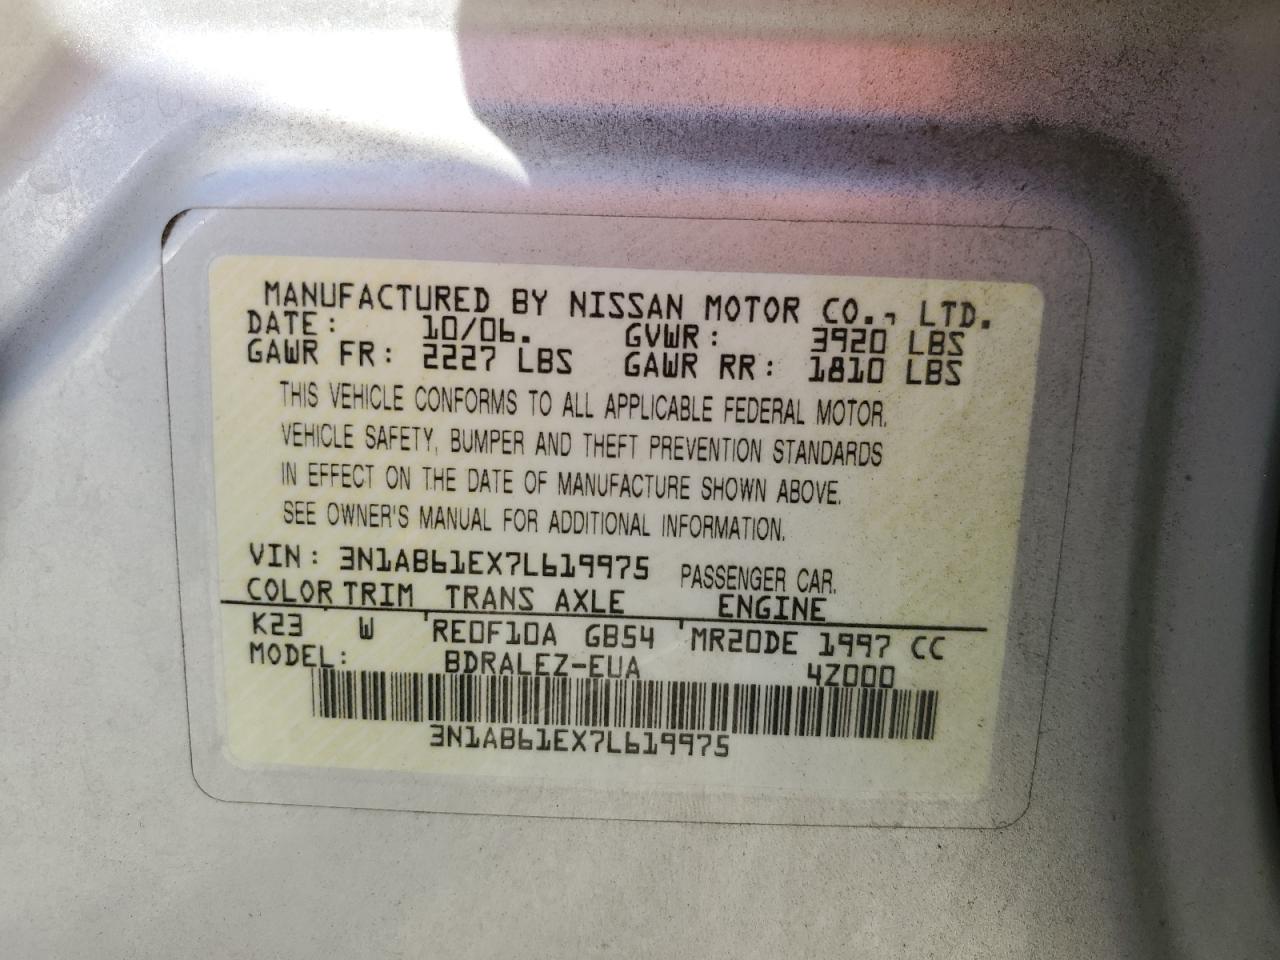 MANUFACTURED BY NISSAN MOTOR CO., LTD.
DATE: 10/06. GVWR: 3920 LBS
GAWR FR: 2227 LBS GAWR RR: 1810 LBS
THIS VEHICLE CONFORMS TO ALL APPLICABLE FEDERAL MOTOR.
VEHICLE SAFETY, BUMPER AND THEFT PREVENTION STANDARDS
IN EFFECT ON THE DATE OF MANUFACTURE SHOWN ABOVE.
SEE OWNER'S MANUAL FOR ADDITIONAL INFORMATION.
VIN: 3N1AB61EX7L619975 PASSENGER CAR.
COLOR TRIM TRANS AXLE ENGINE
K23 W RE0F10A GB54 MR20DE 1997 CC
MODEL: BDRALEZ-EUA 4Z000
3N1AB61EX7L619975